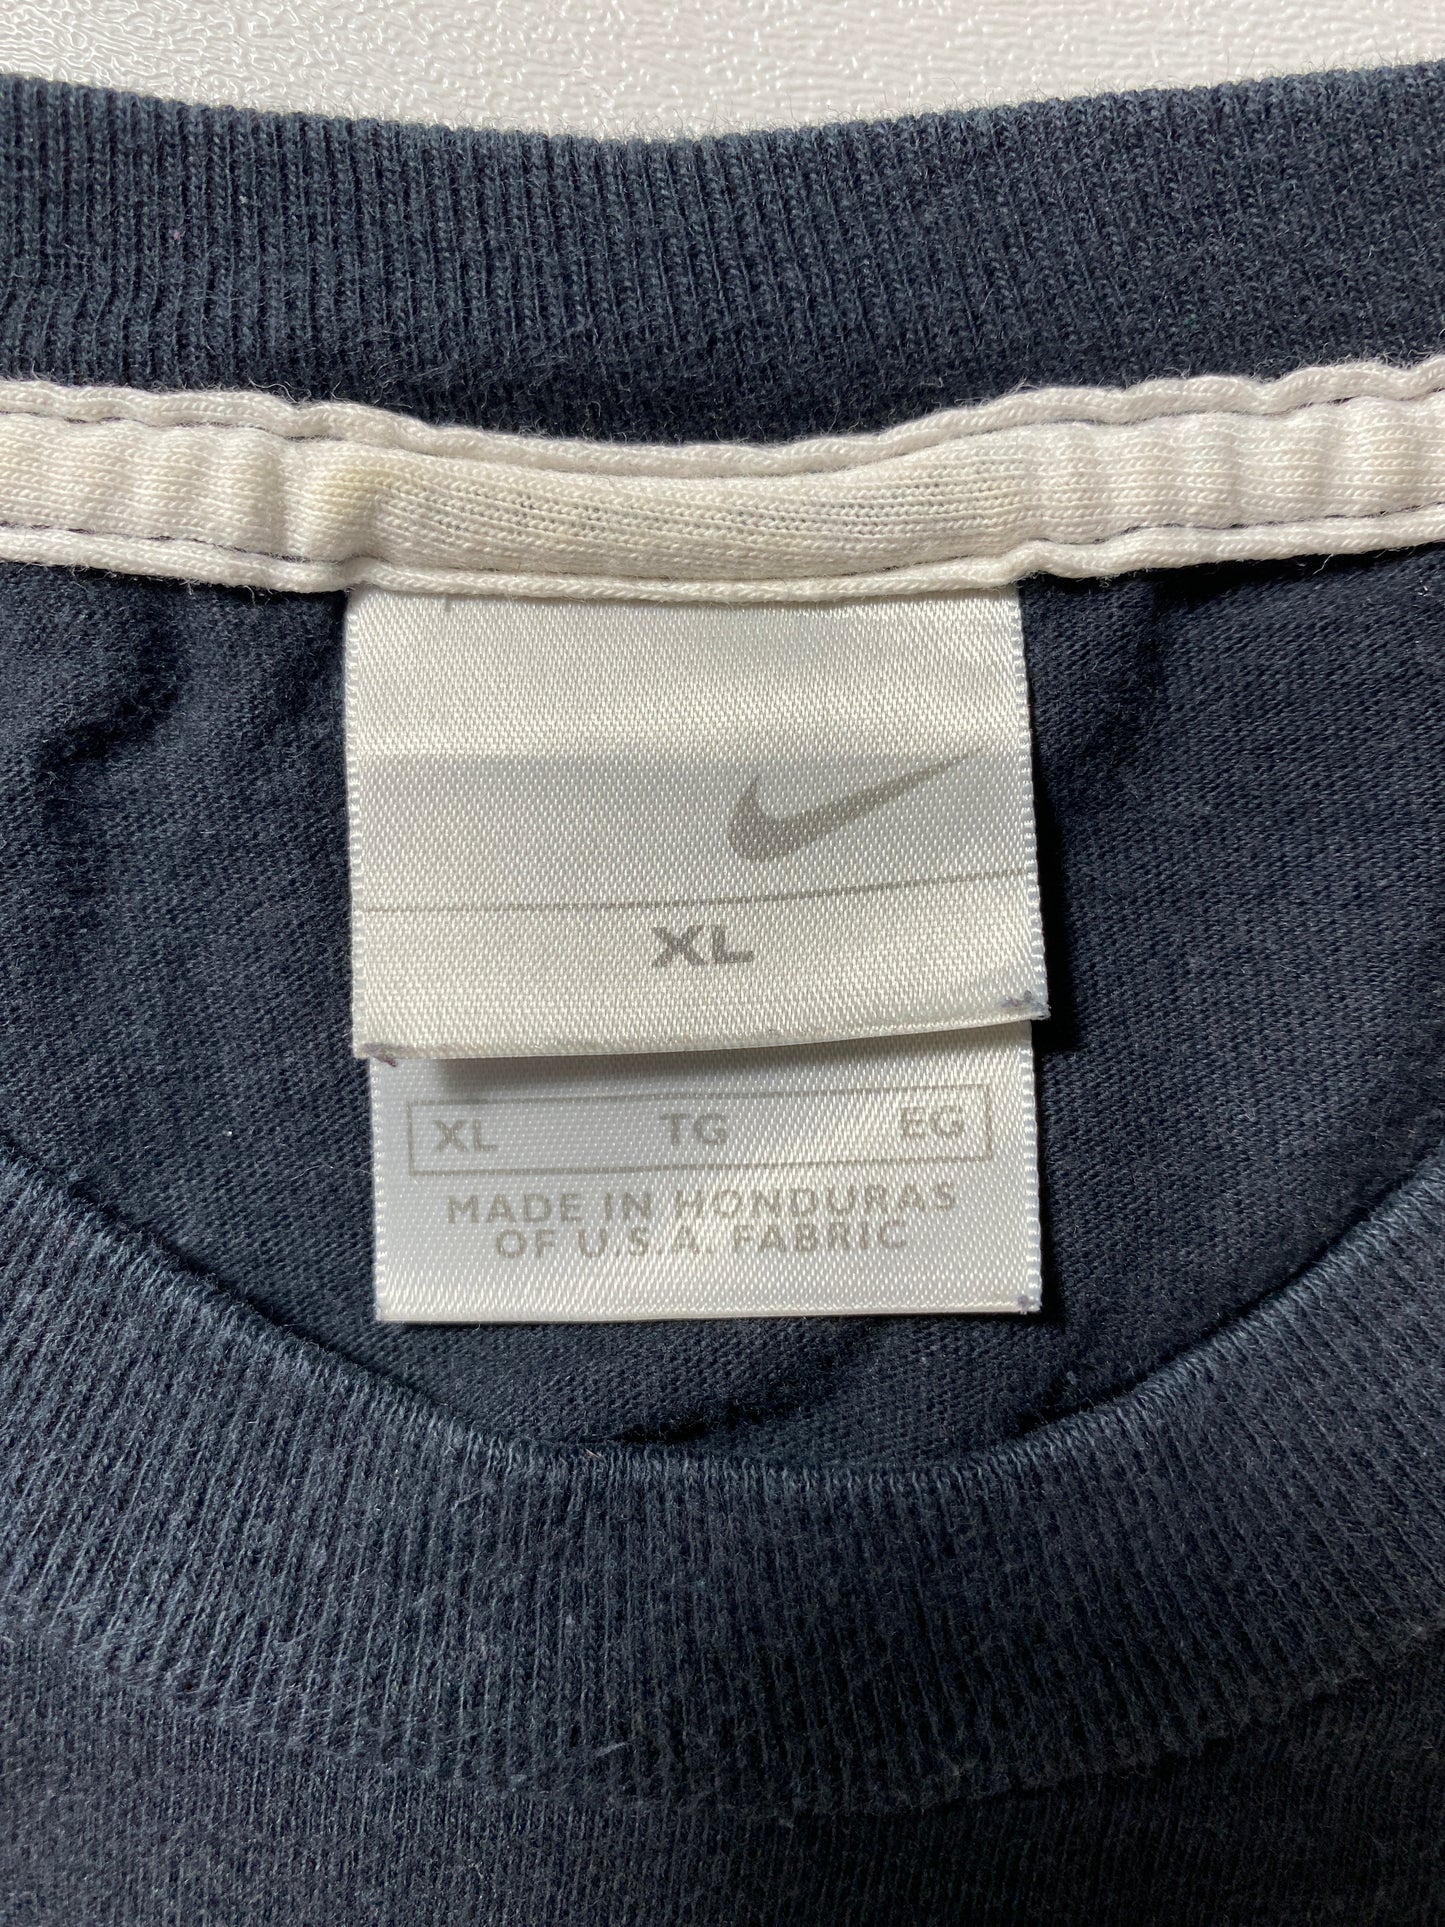 XL
XL TG EG
MADE IN HONDURAS
OF U.S.A. FABRIC